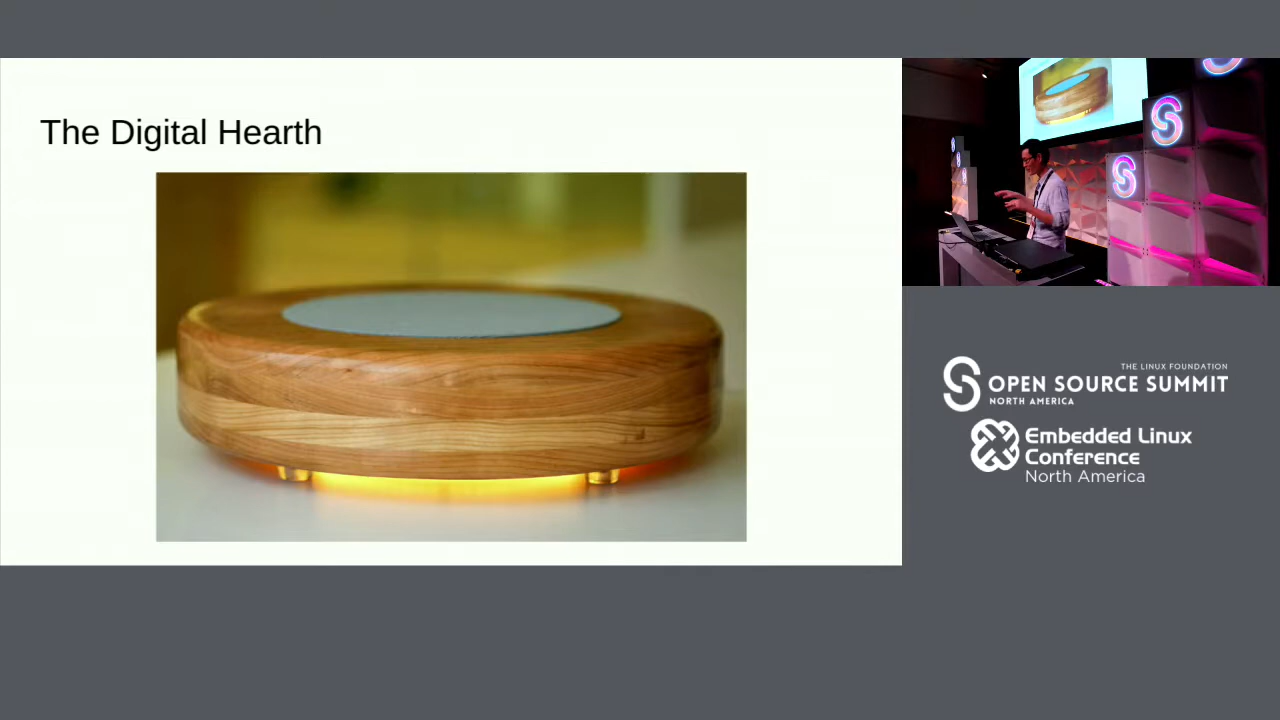 The Digital Hearth
THE LINUX FOUNDATION
OPEN SOURCE SUMMIT
NORTH AMERICA
Embedded Linux
Conference
North America